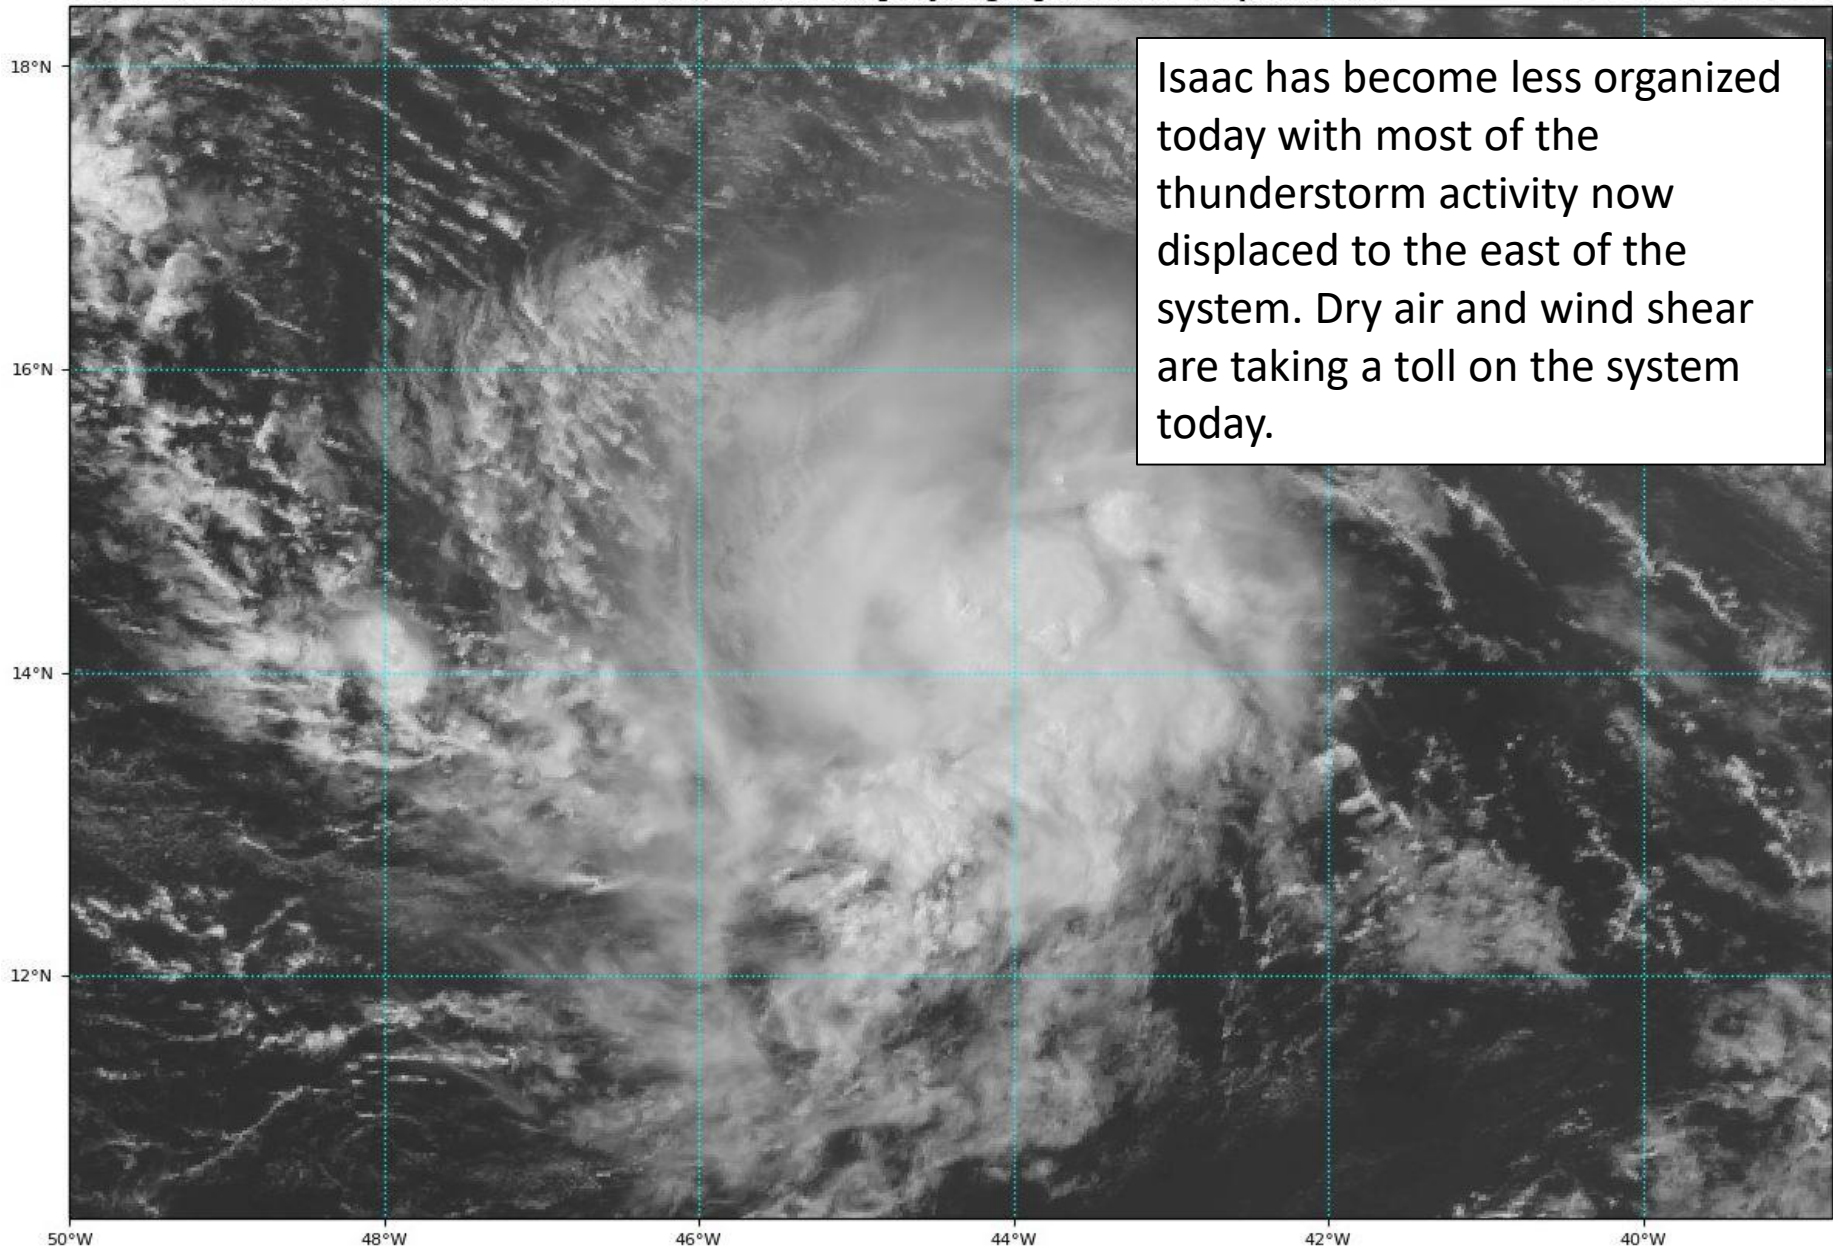 Isaac has become less organized
today with most of the
thunderstorm activity now
displaced to the east of the
system. Dry air and wind shear
are taking a toll on the system
today.
18°N
16°N
14°N
12°N
50°W 48°W 46°W 44°W 42°W 40°W